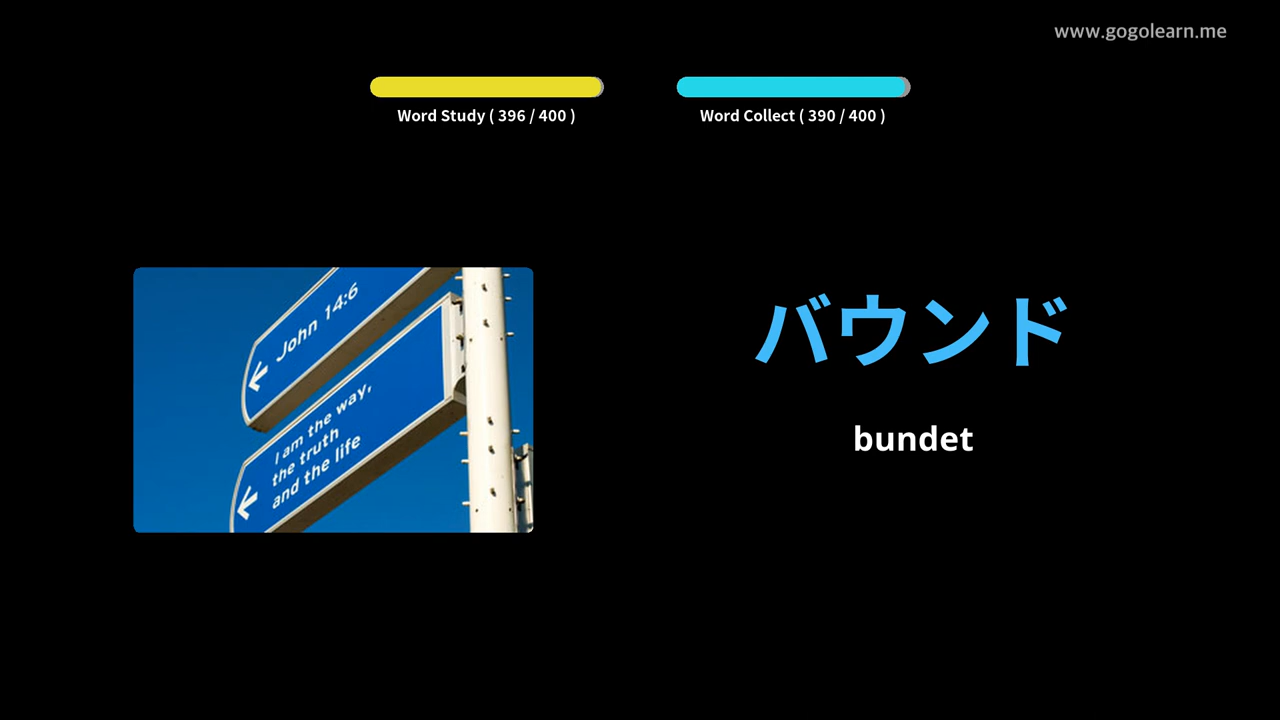 www.gogolearn.me
Word Study ( 396 / 400 )
Word Collect ( 390 / 400 )
John 14:6
I am the way,
the truth
and the life
バウンド
bundet